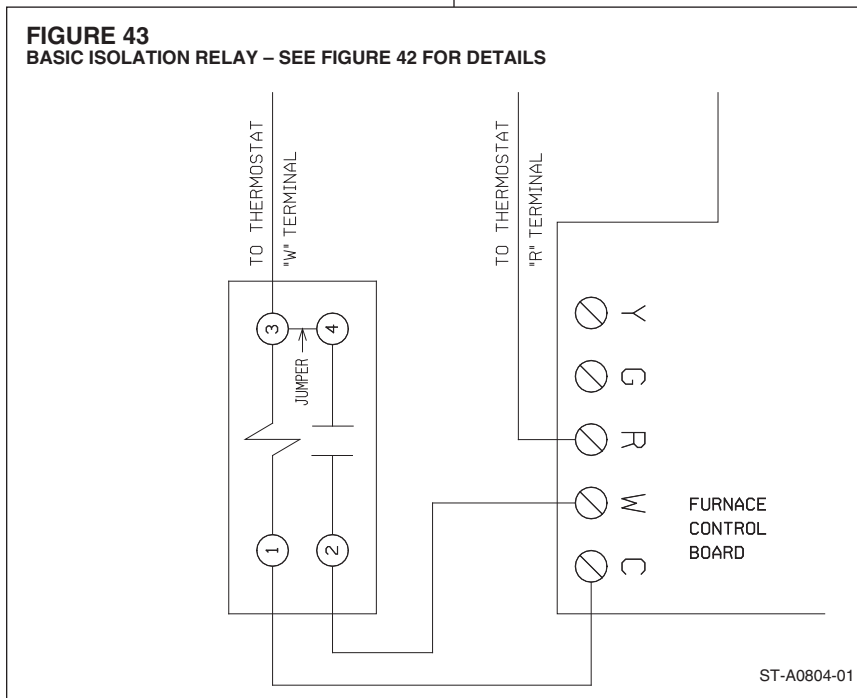 FIGURE 43
BASIC ISOLATION RELAY – SEE FIGURE 42 FOR DETAILS
TO THERMOSTAT
"W" TERMINAL
TO THERMOSTAT
"R" TERMINAL
3
4
JUMPER
1
2
Y
G
R
W
C
FURNACE
CONTROL
BOARD
ST-A0804-01